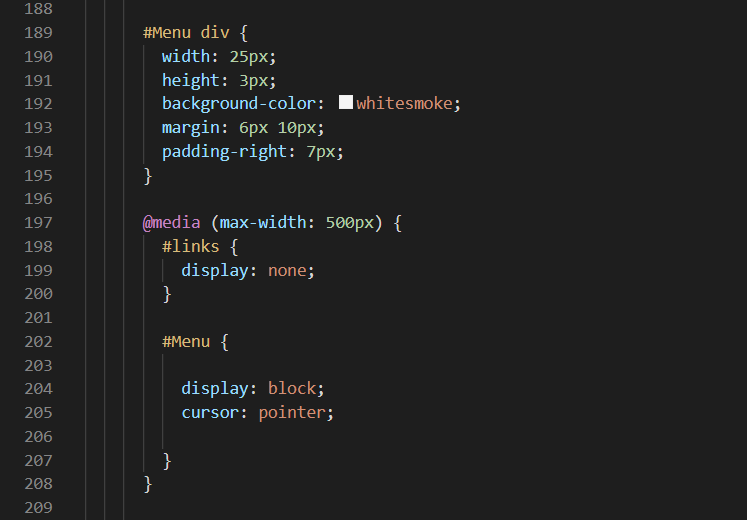 188
189 #Menu div {
190 width: 25px;
191 height: 3px;
192 background-color: whitesmoke;
193 margin: 6px 10px;
194 padding-right: 7px;
195 }
196
197 @media (max-width: 500px) {
198 #links {
199 display: none;
200 }
201
202 #Menu {
203
204 display: block;
205 cursor: pointer;
206
207 }
208 }
209